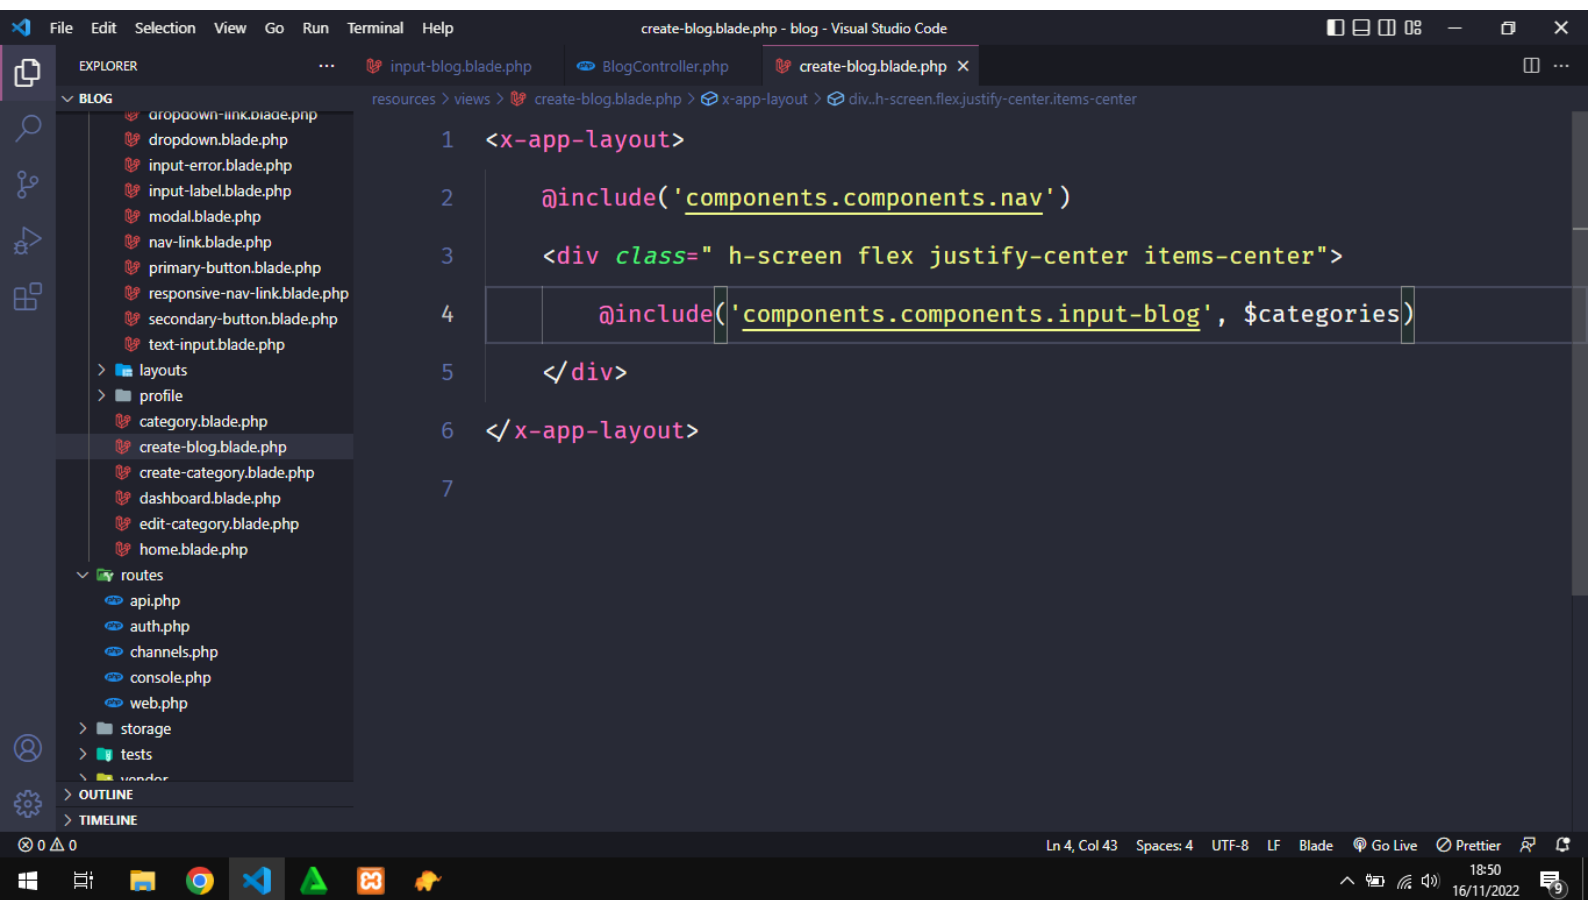 File Edit Selection View Go Run Terminal Help
create-blog.blade.php - blog - Visual Studio Code
EXPLORER ···
input-blog.blade.php
BlogController.php
create-blog.blade.php
BLOG
resources > views > create-blog.blade.php > x-app-layout > div..h-screen.flex.justify-center.items-center
dropdown-link.blade.php
dropdown.blade.php
input-error.blade.php
input-label.blade.php
modal.blade.php
nav-link.blade.php
primary-button.blade.php
responsive-nav-link.blade.php
secondary-button.blade.php
text-input.blade.php
layouts
profile
category.blade.php
create-blog.blade.php
create-category.blade.php
dashboard.blade.php
edit-category.blade.php
home.blade.php
routes
api.php
auth.php
channels.php
console.php
web.php
storage
tests
vendor
OUTLINE
TIMELINE
1 <x-app-layout>
2 @include('components.components.nav')
3 <div class=" h-screen flex justify-center items-center">
4 @include('components.components.input-blog', $categories)
5 </div>
6 </x-app-layout>
7
0 0
Ln 4, Col 43 Spaces: 4 UTF-8 LF Blade Go Live Prettier
18:50
16/11/2022
9